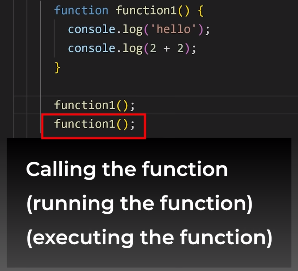 function function1() {
console.log('hello');
console.log(2 + 2);
}
function1();
function1();
Calling the function
(running the function)
(executing the function)